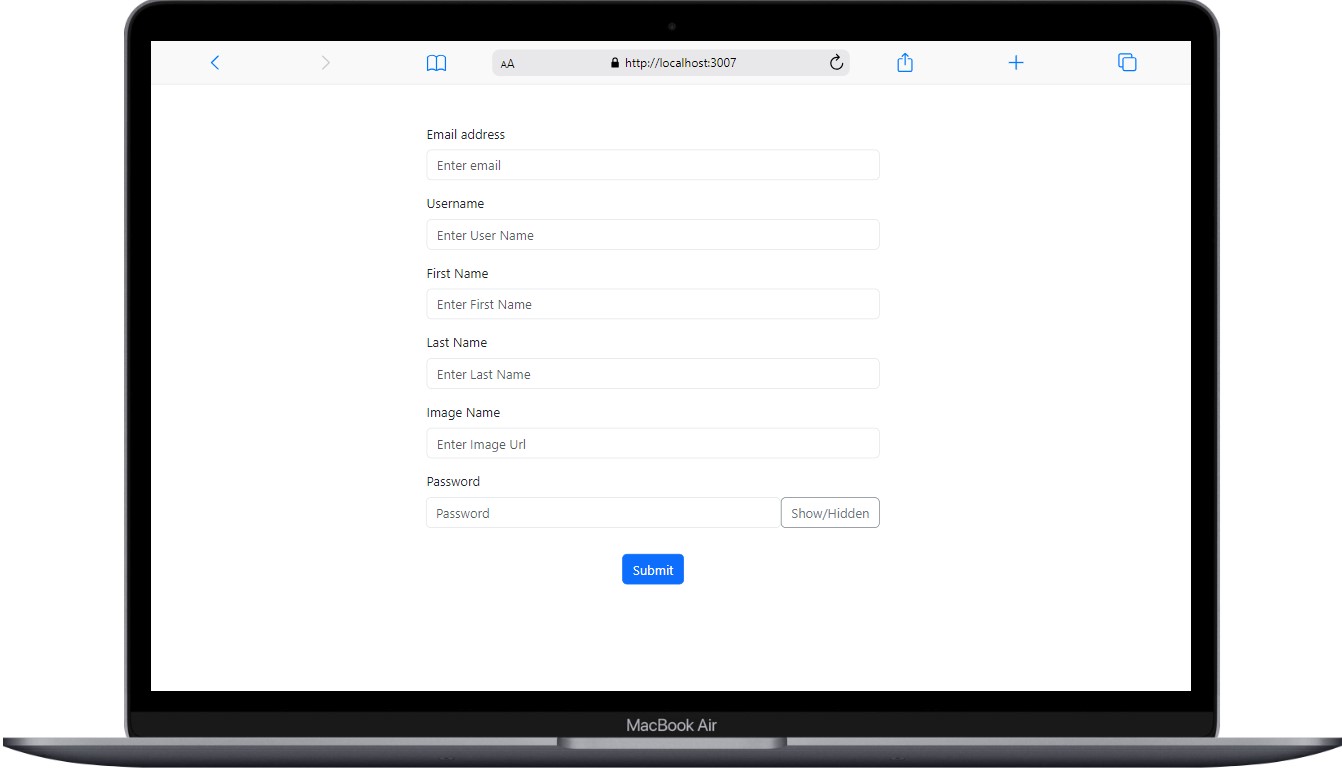 AA http://localhost:3007
Email address
Enter email
Username
Enter User Name
First Name
Enter First Name
Last Name
Enter Last Name
Image Name
Enter Image Url
Password
Password Show/Hidden
Submit
MacBook Air